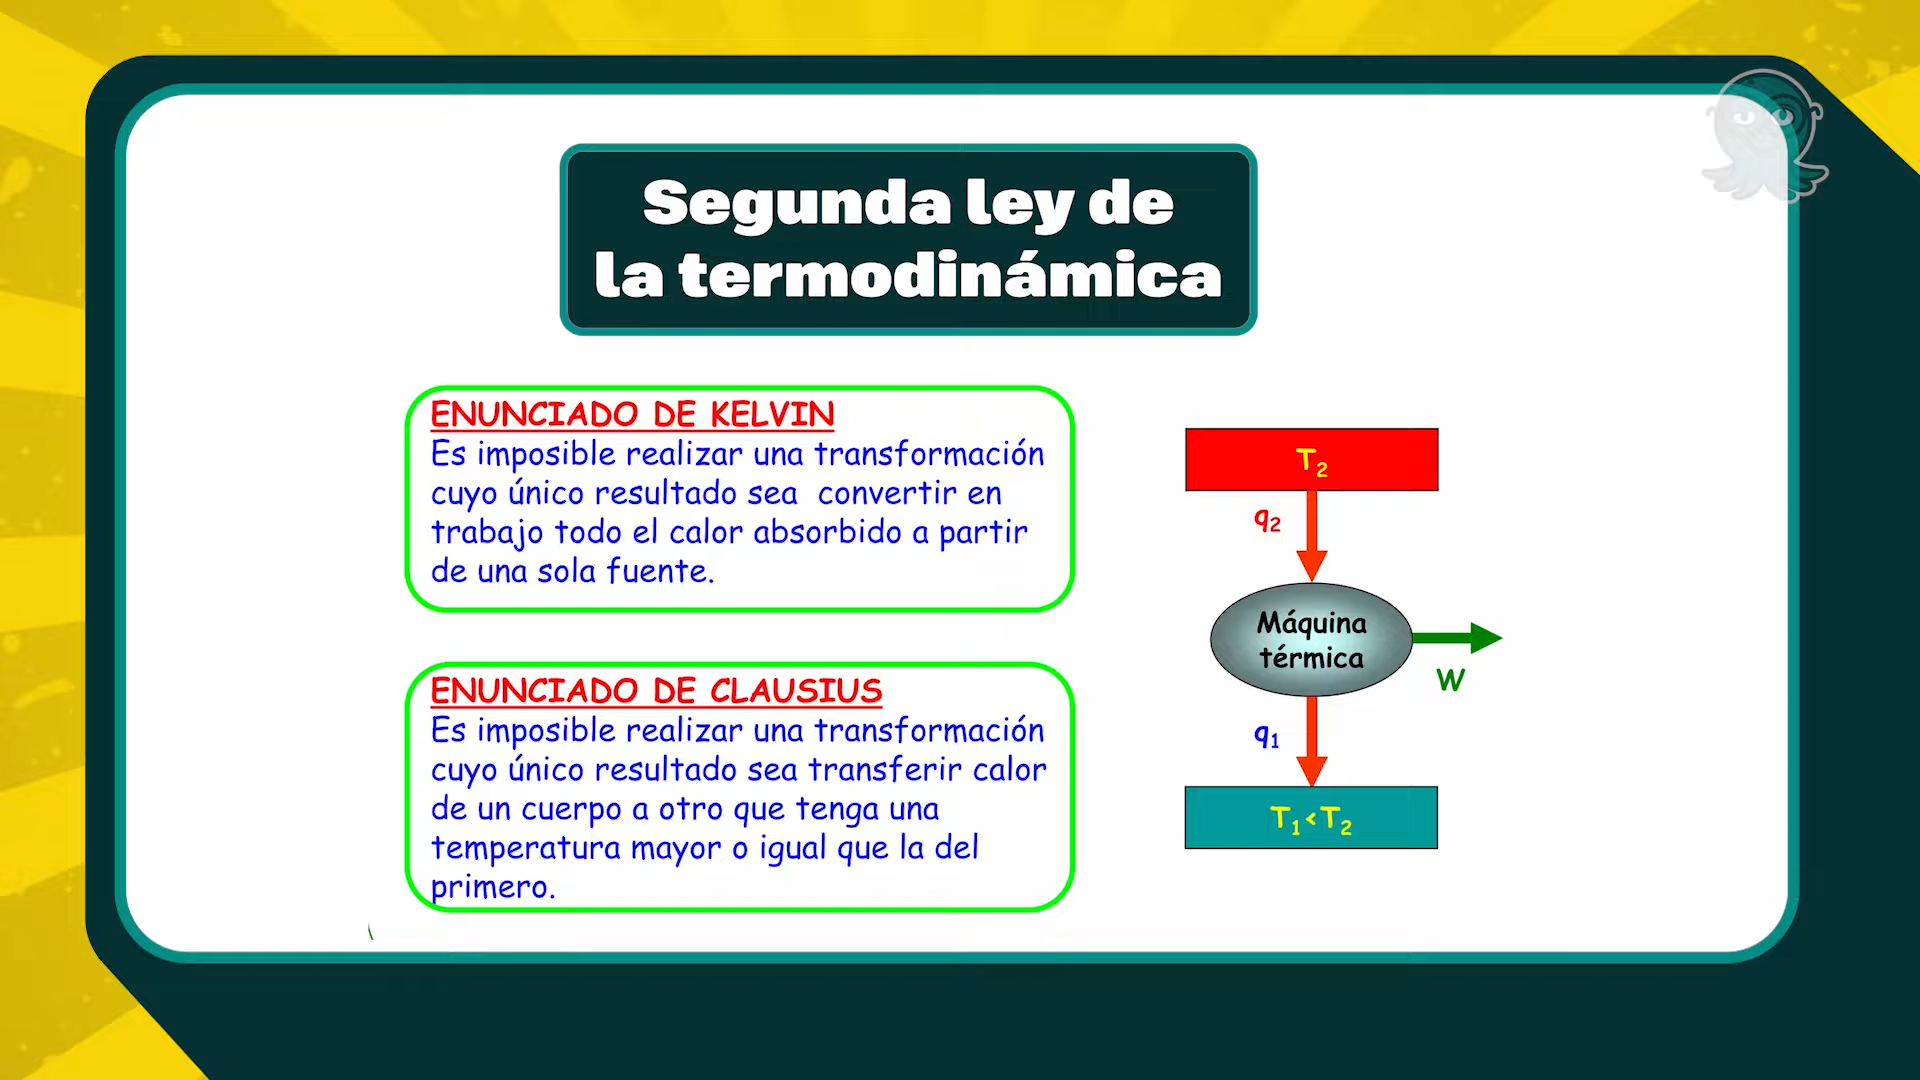 Segunda ley de
la termodinámica
ENUNCIADO DE KELVIN
Es imposible realizar una transformación
cuyo único resultado sea convertir en
trabajo todo el calor absorbido a partir
de una sola fuente.
ENUNCIADO DE CLAUSIUS
Es imposible realizar una transformación
cuyo único resultado sea transferir calor
de un cuerpo a otro que tenga una
temperatura mayor o igual que la del
primero.
T₂
q₂
Máquina
térmica
W
q₁
T₁<T₂